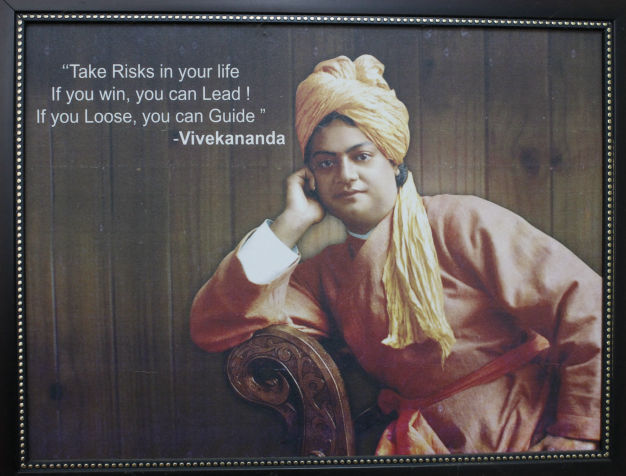 “Take Risks in your life
If you win, you can Lead !
If you Loose, you can Guide ”
-Vivekananda